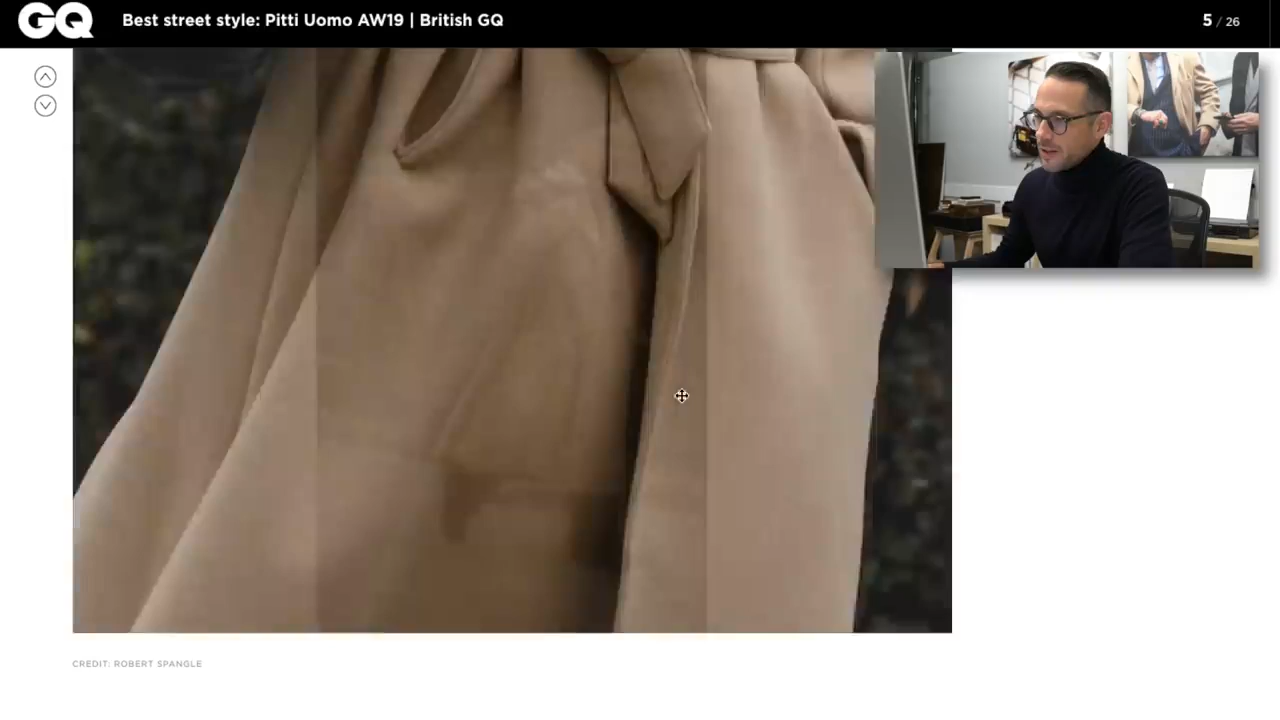 GQ
Best street style: Pitti Uomo AW19 | British GQ
5 / 26
CREDIT: ROBERT SPANGLE